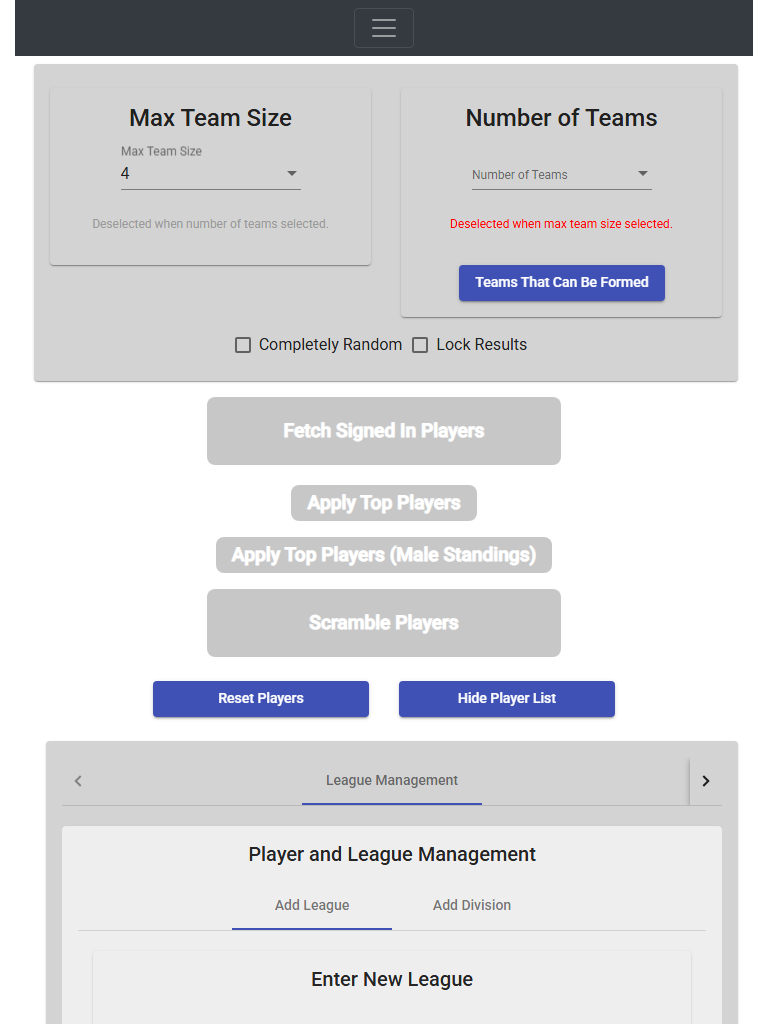 Max Team Size
Max Team Size
4
Deselected when number of teams selected.
Number of Teams
Number of Teams
Deselected when max team size selected.
Teams That Can Be Formed
Completely Random
Lock Results
Fetch Signed In Players
Apply Top Players
Apply Top Players (Male Standings)
Scramble Players
Reset Players
Hide Player List
League Management
Player and League Management
Add League
Add Division
Enter New League